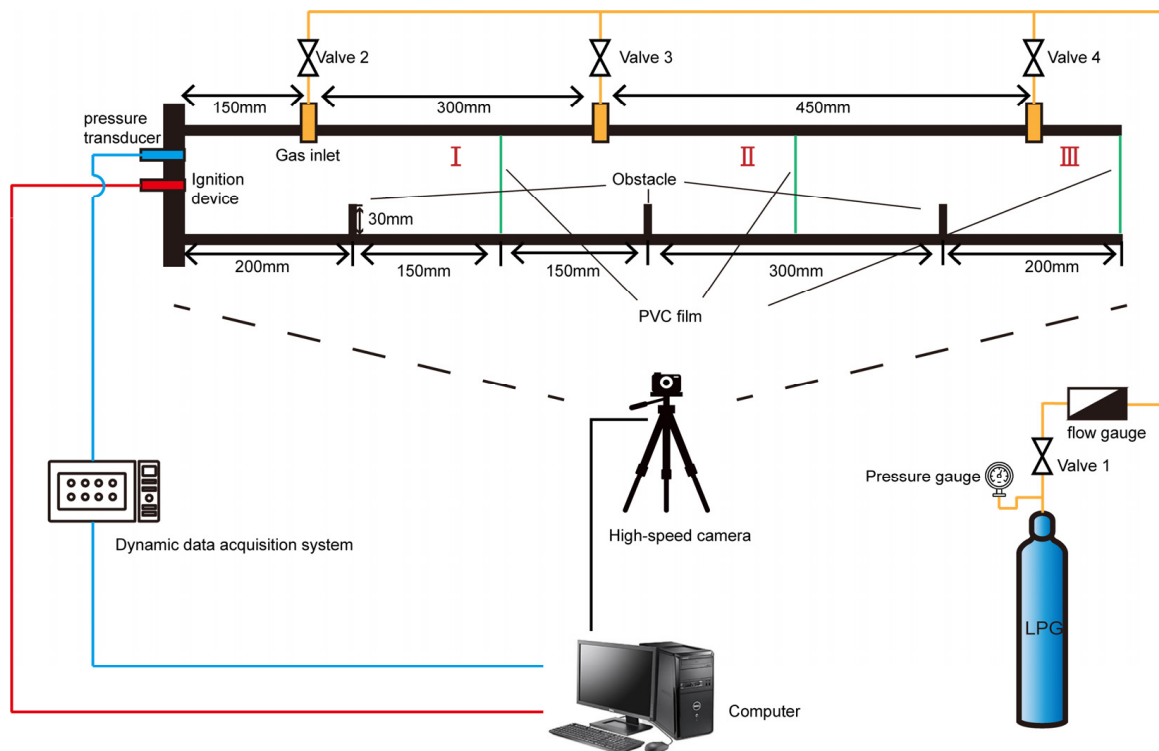 Valve 2
Valve 3
Valve 4
150mm
300mm
450mm
pressure
transducer
Gas inlet
I
II
III
Ignition
device
Obstacle
30mm
200mm
150mm
150mm
300mm
200mm
PVC film
flow gauge
Valve 1
Pressure gauge
High-speed camera
Dynamic data acquisition system
LPG
Computer